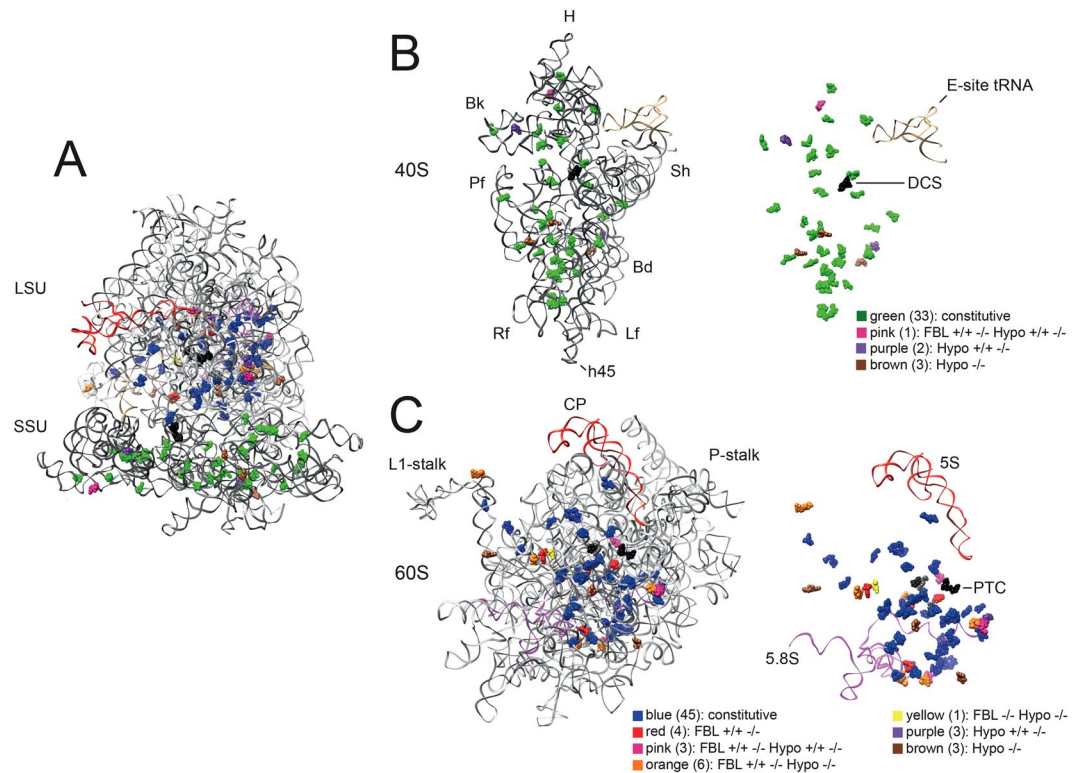 A
LSU
SSU
B
H
Bk
E-site tRNA
40S
Pf
Sh
DCS
Bd
Rf
Lf
h45
green (33): constitutive
pink (1): FBL +/+ -/- Hypo +/+ -/-
purple (2): Hypo +/+ -/-
brown (3): Hypo -/-
C
CP
L1-stalk
P-stalk
5S
60S
PTC
5.8S
blue (45): constitutive
red (4): FBL +/+ -/-
pink (3): FBL +/+ -/- Hypo +/+ -/-
orange (6): FBL +/+ -/- Hypo -/-
yellow (1): FBL -/- Hypo -/-
purple (3): Hypo +/+ -/-
brown (3): Hypo -/-